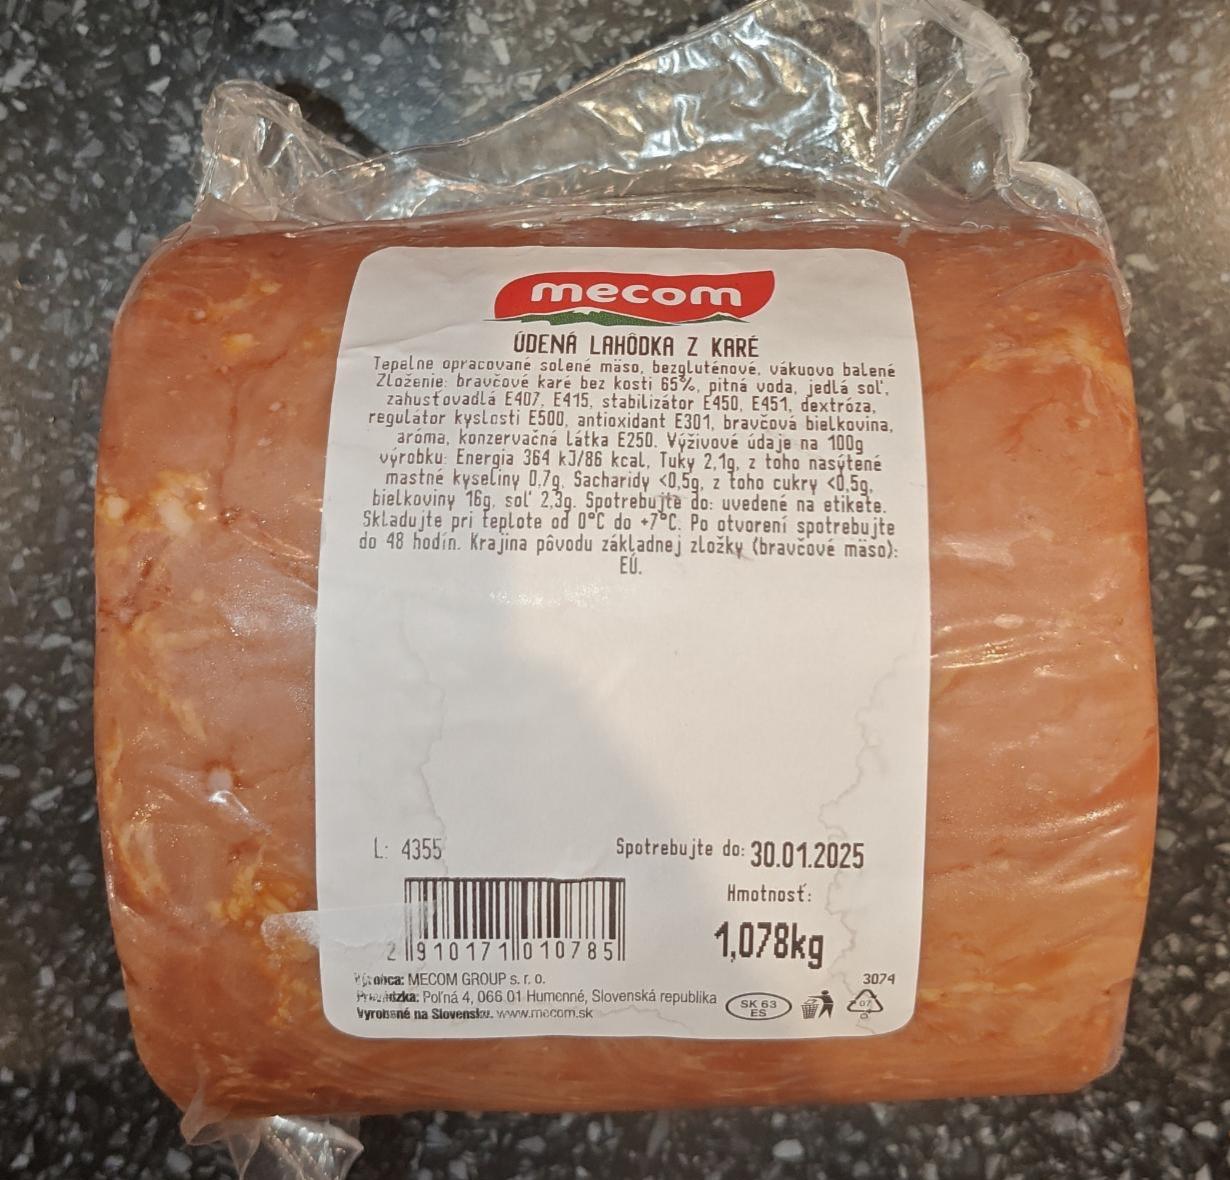 mecom
ÚDENÁ LAHÔDKA Z KARÉ
Tepelne opracované solené mäso, bezgluténové, vákuovo balené
Zloženie: bravčové karé bez kosti 65%, pitná voda, jedlá soľ,
zahusťovadlá E407, E415, stabilizátor E450, E451, dextróza,
regulátor kyslosti E500, antioxidant E301, bravčová bielkovina,
aróma, konzervačná látka E250. Výživové údaje na 100g
výrobku: Energia 364 kJ/86 kcal, Tuky 2,1g, z toho nasýtené
mastné kyseliny 0,7g, Sacharidy <0,5g, z toho cukry <0,5g,
bielkoviny 16g, soľ 2,3g. Spotrebujte do: uvedené na etikete.
Skladujte pri teplote od 0°C do +7°C. Po otvorení spotrebujte
do 48 hodín. Krajina pôvodu základnej zložky (bravčové mäso):
EÚ.
L: 4355
Spotrebujte do: 30.01.2025
Hmotnosť:
1,078kg
2 910171 010785
Výrobca: MECOM GROUP s. r. o.
Prevádzka: Poľná 4, 066 01 Humenné, Slovenská republika
Vyrobené na Slovensku. www.mecom.sk
SK 63
ES
3074
07